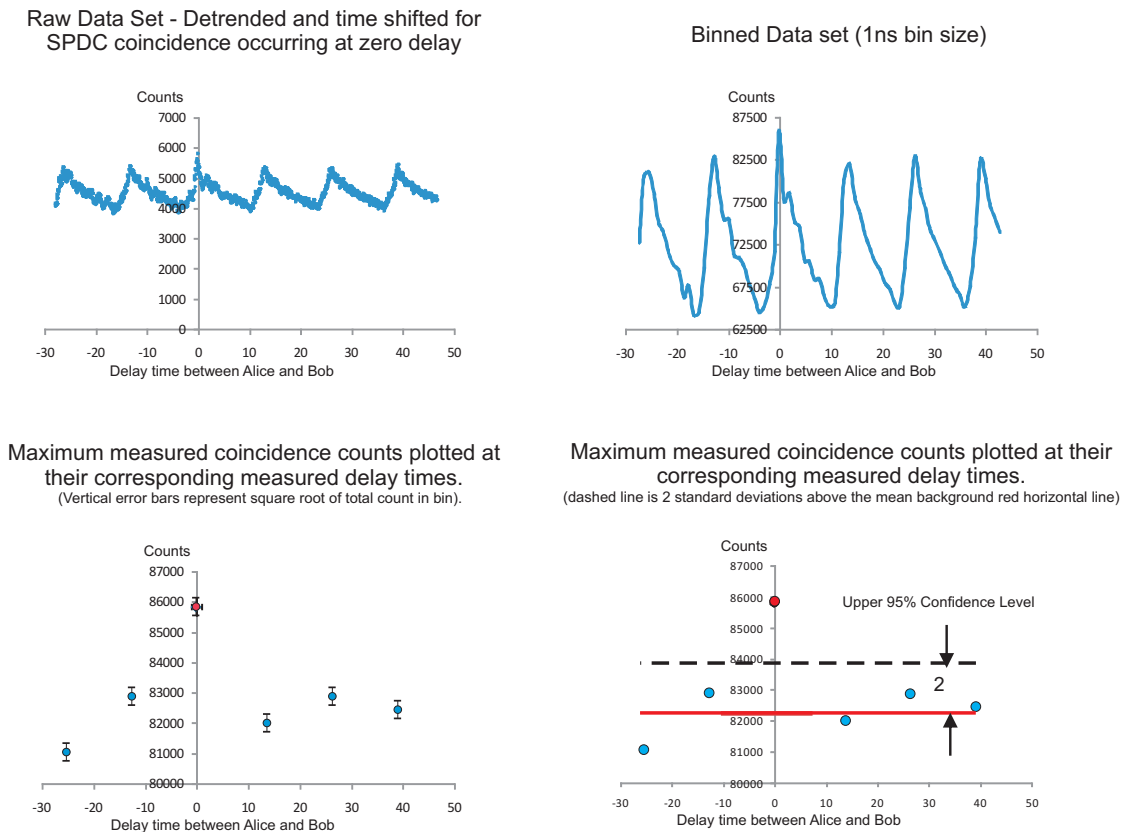 Raw Data Set - Detrended and time shifted for
SPDC coincidence occurring at zero delay
Counts
7000
6000
5000
4000
3000
2000
1000
0
-30 -20 -10 0 10 20 30 40 50
Delay time between Alice and Bob
Binned Data set (1ns bin size)
Counts
87500
82500
77500
72500
67500
62500
-30 -20 -10 0 10 20 30 40 50
Delay time between Alice and Bob
Maximum measured coincidence counts plotted at
their corresponding measured delay times.
(Vertical error bars represent square root of total count in bin).
Counts
87000
86000
85000
84000
83000
82000
81000
80000
-30 -20 -10 0 10 20 30 40 50
Delay time between Alice and Bob
Maximum measured coincidence counts plotted at their
corresponding measured delay times.
(dashed line is 2 standard deviations above the mean background red horizontal line)
Counts
87000
86000
Upper 95% Confidence Level
85000
84000
83000
2
82000
81000
80000
-30 -20 -10 0 10 20 30 40 50
Delay time between Alice and Bob